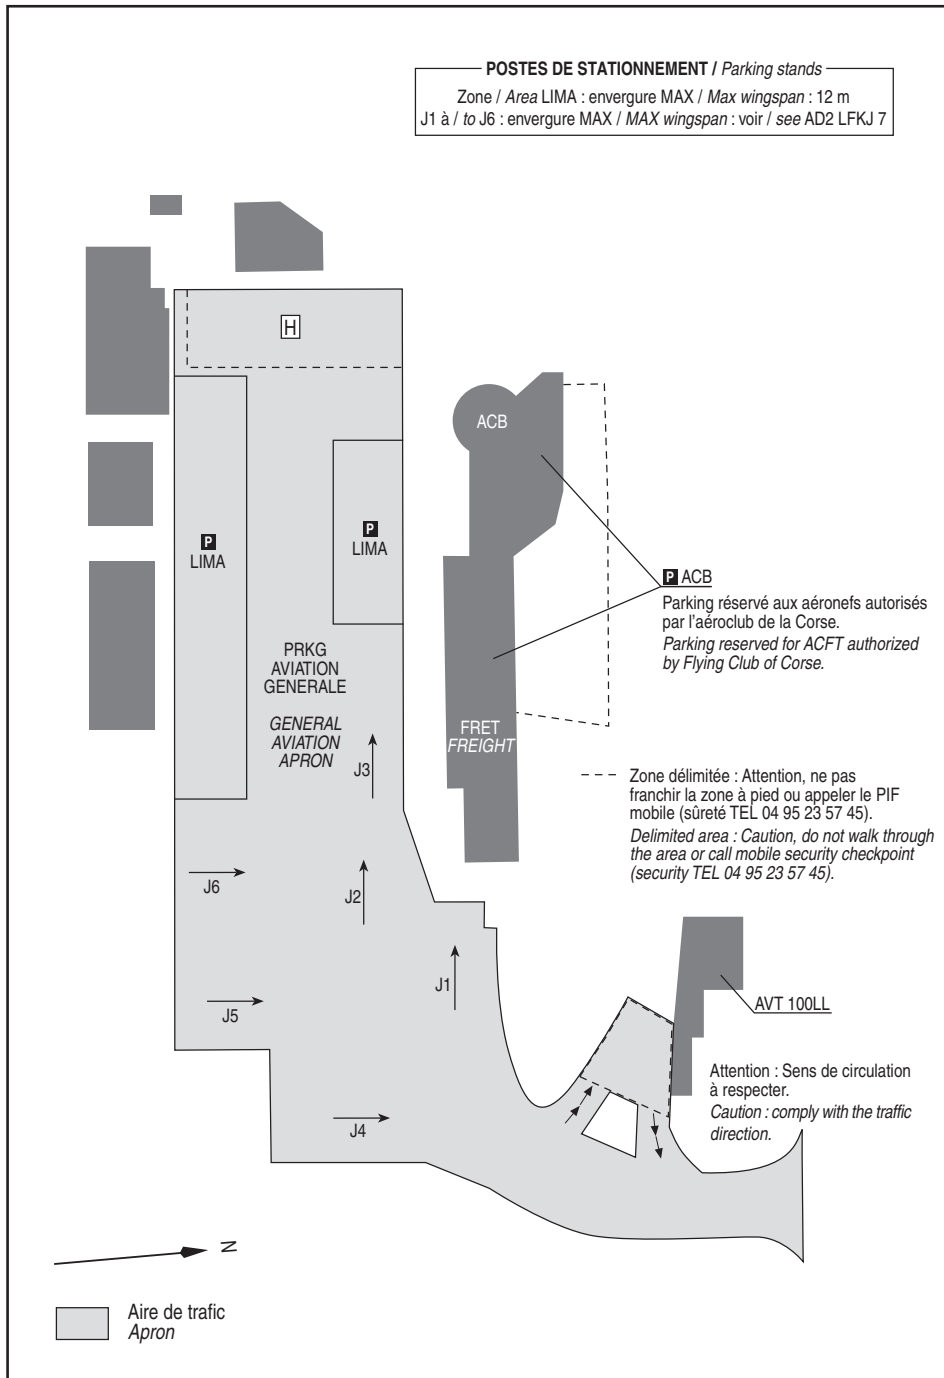 POSTES DE STATIONNEMENT / Parking stands
Zone / Area LIMA : envergure MAX / Max wingspan : 12 m
J1 à / to J6 : envergure MAX / MAX wingspan : voir / see AD2 LFKJ 7
H
ACB
P
LIMA
P
LIMA
P ACB
Parking réservé aux aéronefs autorisés
par l'aéroclub de la Corse.
Parking reserved for ACFT authorized
by Flying Club of Corse.
PRKG
AVIATION
GENERALE
GENERAL
AVIATION
APRON
FRET
FREIGHT
J3
Zone délimitée : Attention, ne pas
franchir la zone à pied ou appeler le PIF
mobile (sûreté TEL 04 95 23 57 45).
Delimited area : Caution, do not walk through
the area or call mobile security checkpoint
(security TEL 04 95 23 57 45).
J6
J2
J1
J5
AVT 100LL
Attention : Sens de circulation
à respecter.
Caution : comply with the traffic
direction.
J4
N
Aire de trafic
Apron